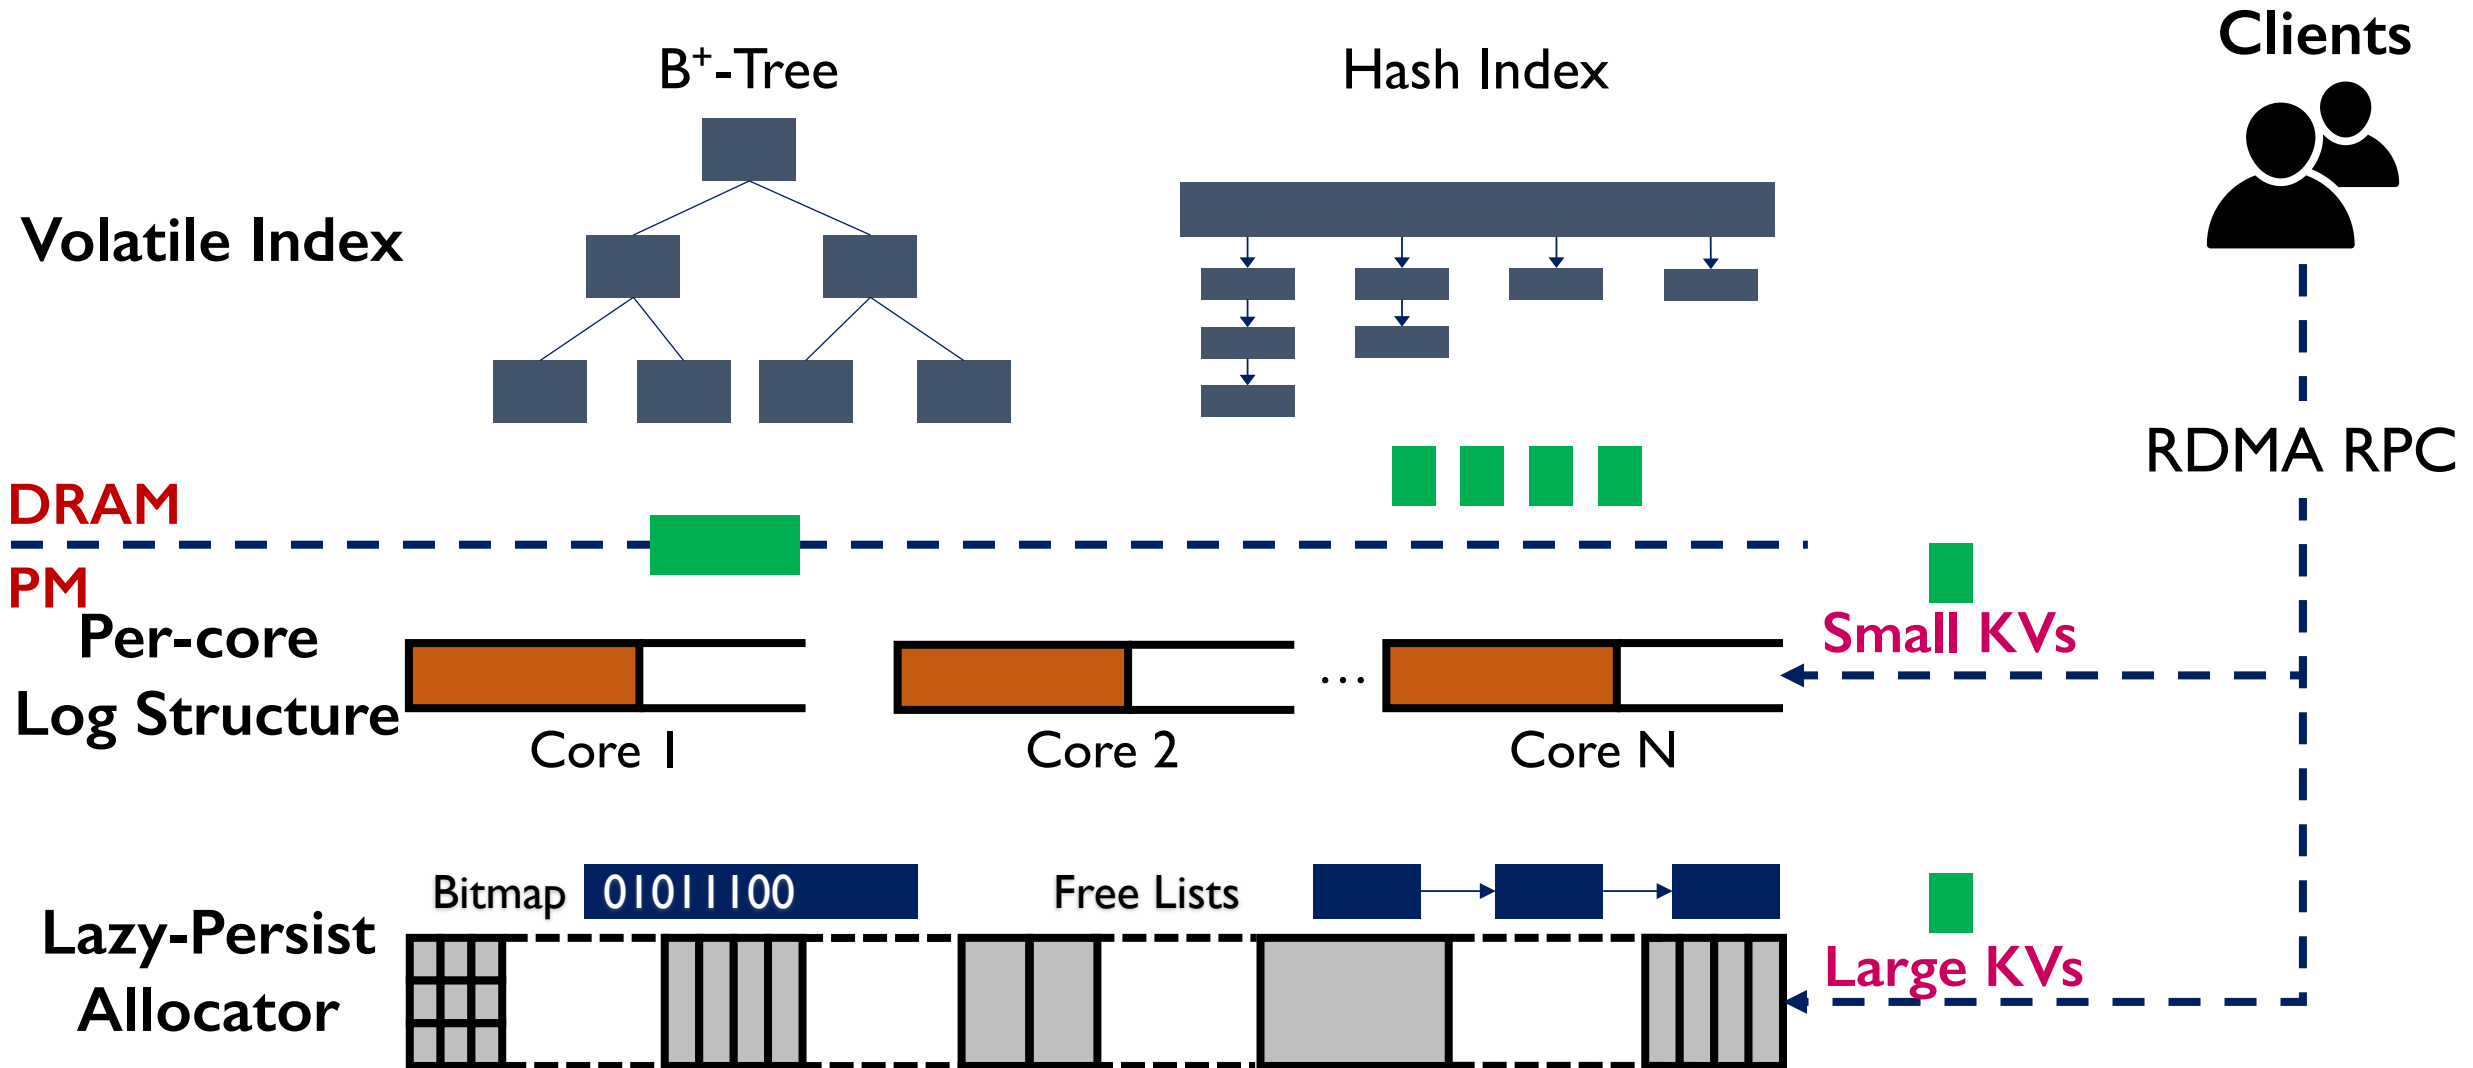 Clients
B⁺-Tree
Hash Index
Volatile Index
RDMA RPC
DRAM
PM
Per-core
Log Structure
Small KVs
...
Core 1
Core 2
Core N
Bitmap
01011100
Free Lists
Lazy-Persist
Allocator
Large KVs